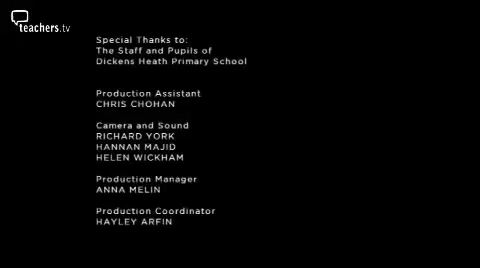 teachers.tv
Special Thanks to:
The Staff and Pupils of
Dickens Heath Primary School
Production Assistant
CHRIS CHOHAN
Camera and Sound
RICHARD YORK
HANNAN MAJID
HELEN WICKHAM
Production Manager
ANNA MELIN
Production Coordinator
HAYLEY ARFIN